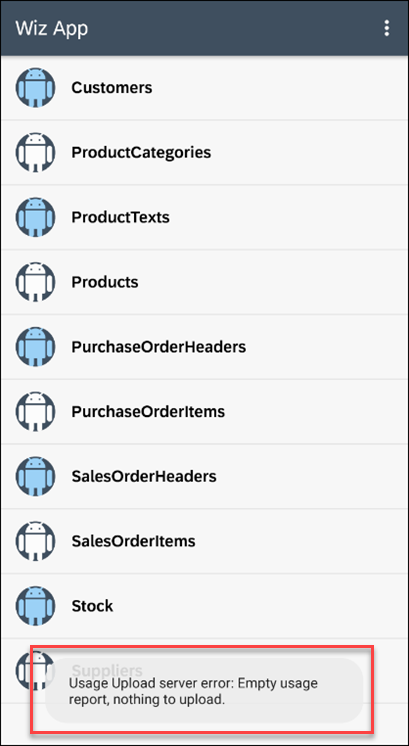 Wiz App
Customers
ProductCategories
ProductTexts
Products
PurchaseOrderHeaders
PurchaseOrderItems
SalesOrderHeaders
SalesOrderItems
Stock
Suppliers
Usage Upload server error: Empty usage
report, nothing to upload.